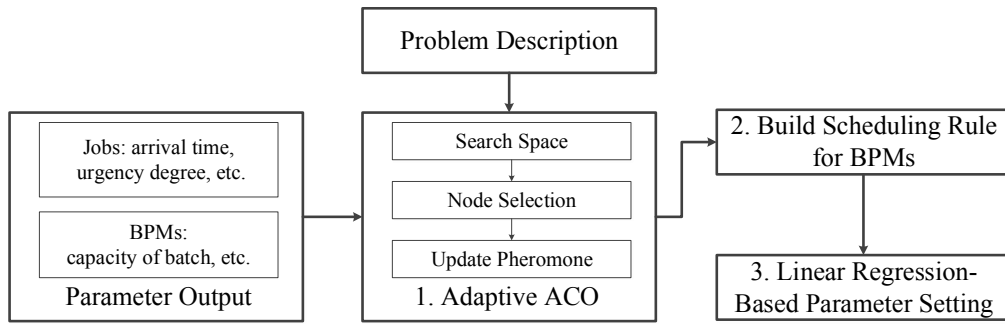 Problem Description
Jobs: arrival time,
urgency degree, etc.
BPMs:
capacity of batch, etc.
Parameter Output
Search Space
Node Selection
Update Pheromone
1. Adaptive ACO
2. Build Scheduling Rule
for BPMs
3. Linear Regression-
Based Parameter Setting